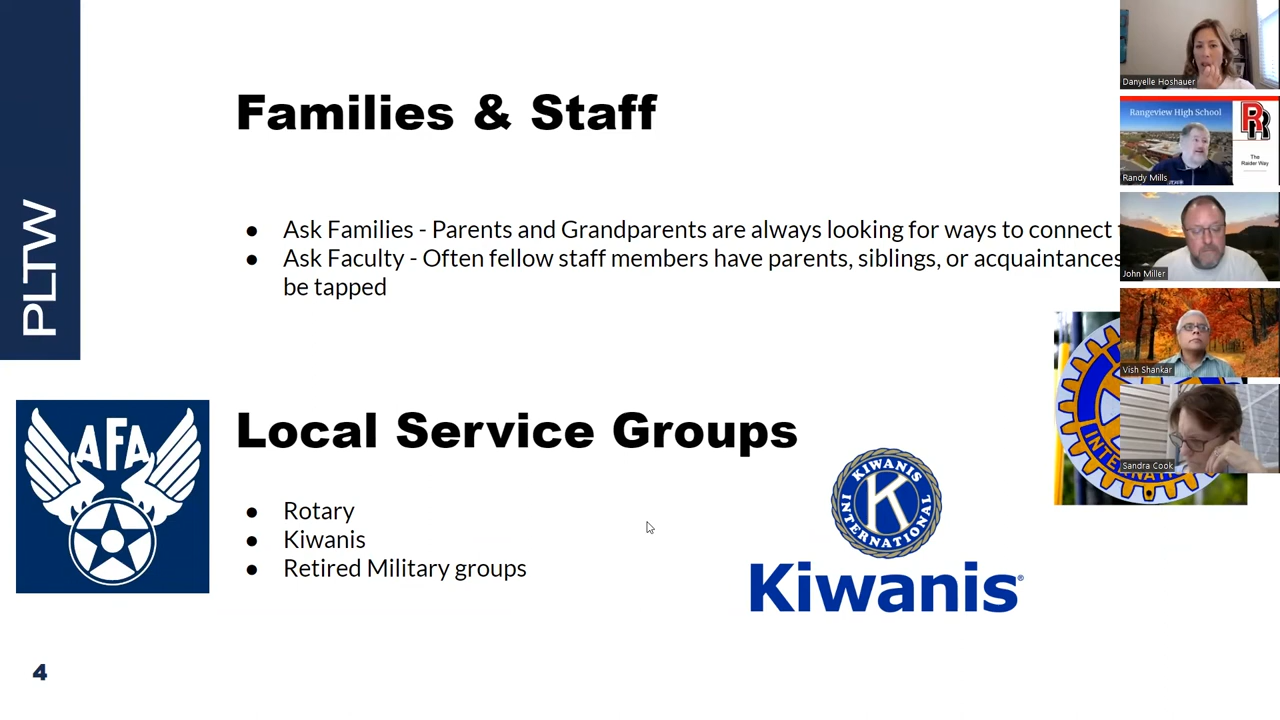 PLTW
Families & Staff
● Ask Families - Parents and Grandparents are always looking for ways to connect
● Ask Faculty - Often fellow staff members have parents, siblings, or acquaintances
be tapped
AFA
Local Service Groups
● Rotary
● Kiwanis
● Retired Military groups
KIWANIS
K
INTERNATIONAL
Kiwanis®
4
Danyelle Hoshauer
Rangeview High School
R
The
Raider Way
Randy Mills
John Miller
Vish Shankar
Sandra Cook